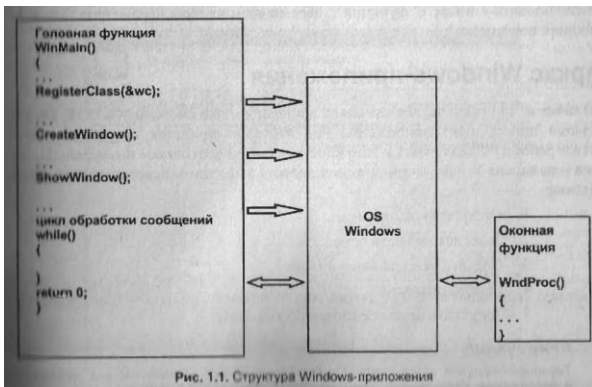 Головная функция
WinMain()
{
. . .
RegisterClass(&wc);
. . .
CreateWindow();
. . .
ShowWindow();
. . .
цикл обработки сообщений
while()
{
}
return 0;
}
OS
Windows
Оконная
функция
WndProc()
{
. . .
}
Рис. 1.1. Структура Windows-приложения